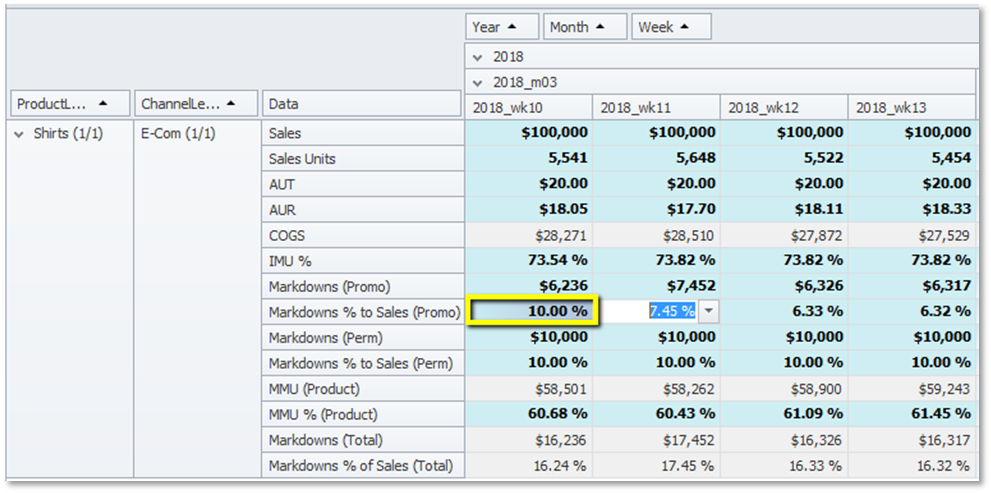 Year Month Week
2018
2018_m03
ProductL... ChannelLe... Data 2018_wk10 2018_wk11 2018_wk12 2018_wk13
Shirts (1/1) E-Com (1/1) Sales $100,000 $100,000 $100,000 $100,000
Sales Units 5,541 5,648 5,522 5,454
AUT $20.00 $20.00 $20.00 $20.00
AUR $18.05 $17.70 $18.11 $18.33
COGS $28,271 $28,510 $27,872 $27,529
IMU % 73.54 % 73.82 % 73.82 % 73.82 %
Markdowns (Promo) $6,236 $7,452 $6,326 $6,317
Markdowns % to Sales (Promo) 10.00 % 7.45 % 6.33 % 6.32 %
Markdowns (Perm) $10,000 $10,000 $10,000 $10,000
Markdowns % to Sales (Perm) 10.00 % 10.00 % 10.00 % 10.00 %
MMU (Product) $58,501 $58,262 $58,900 $59,243
MMU % (Product) 60.68 % 60.43 % 61.09 % 61.45 %
Markdowns (Total) $16,236 $17,452 $16,326 $16,317
Markdowns % of Sales (Total) 16.24 % 17.45 % 16.33 % 16.32 %